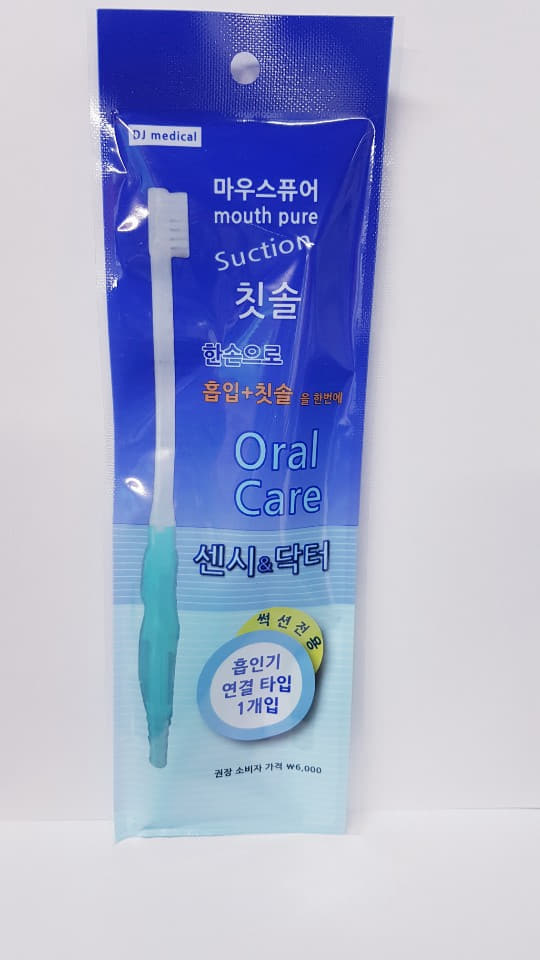 DJ medical
마우스퓨어
mouth pure
Suction
칫솔
한손으로
흡입+칫솔 을 한번에
Oral
Care
센시&닥터
썩션전용
흡인기
연결 타입
1개입
권장 소비자 가격 ₩6,000